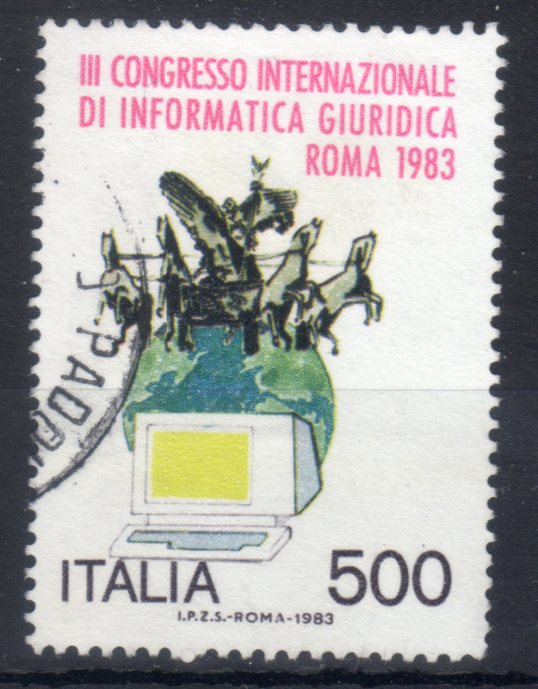 III CONGRESSO INTERNAZIONALE
DI INFORMATICA GIURIDICA
ROMA 1983
ITALIA 500
I.P.Z.S.-ROMA-1983